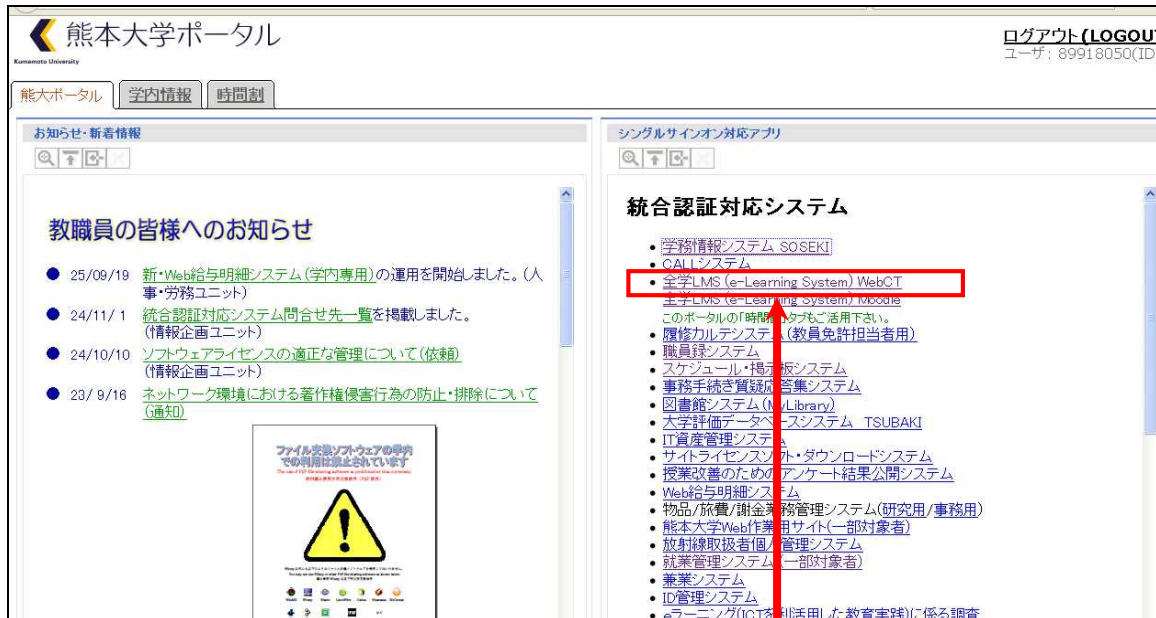 熊本大学ポータル
Kumamoto University
ログアウト(LOGOUT
ユーザ: 89918050(ID
熊大ポータル
学内情報
時間割
お知らせ・新着情報
教職員の皆様へのお知らせ
25/09/19 新・Web給与明細システム(学内専用)の運用を開始しました。(人
事・労務ユニット)
24/11/ 1 統合認証対応システム問合せ先一覧を掲載しました。
(情報企画ユニット)
24/10/10 ソフトウェアライセンスの適正な管理について(依頼)
(情報企画ユニット)
23/ 9/16 ネットワーク環境における著作権侵害行為の防止・排除について
(通知)
ファイル交換ソフトウェアの学内
での利用は禁止されています
シングルサインオン対応アプリ
統合認証対応システム
学務情報システム SOSEKI
CALLシステム
全学LMS (e-Learning System) WebCT
全学LMS (e-Learning System) Moodle
このポータルの「時間割」タブもご活用下さい。
履修カルテシステム(教員免許担当者用)
職員録システム
スケジュール・掲示板システム
事務手続き質疑応答集システム
図書館システム(MyLibrary)
大学評価データベースシステム TSUBAKI
IT資産管理システム
サイトライセンスソフト・ダウンロードシステム
授業改善のためのアンケート結果公開システム
Web給与明細システム
物品/旅費/謝金業務管理システム(研究用/事務用)
熊本大学Web作業用サイト(一部対象者)
放射線取扱者個人管理システム
就業管理システム(一部対象者)
兼業システム
ID管理システム
eラーニング(ICTを利活用した教育実践)に係る調査